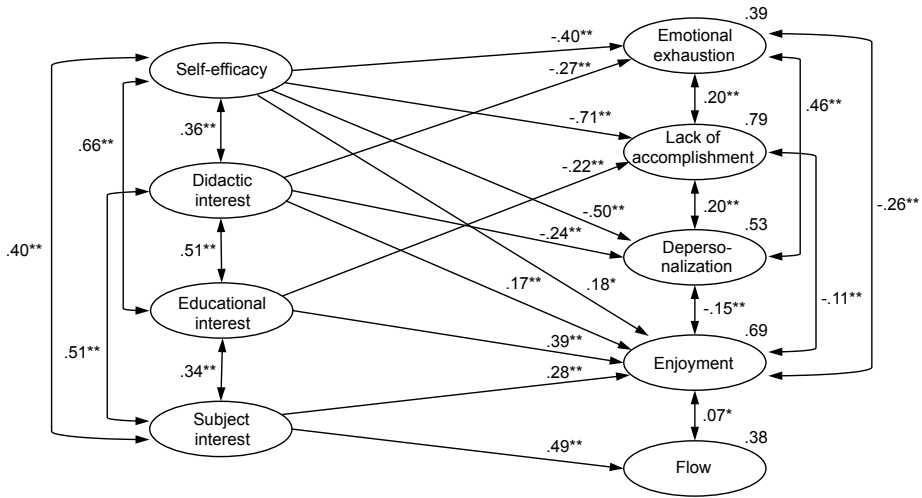 .39
Emotional
exhaustion
Self-efficacy
-.40**
-.27**
.20**
.46**
.79
.36**
-.71**
Lack of
accomplishment
.66**
Didactic
interest
-.22**
.20**
-.26**
-.50**
.53
-.24**
Deperso-
nalization
.40**
.51**
.17**
.18*
-.15**
-.11**
Educational
interest
.69
.39**
Enjoyment
.51**
.34**
.28**
.07*
Subject
interest
.49**
.38
Flow